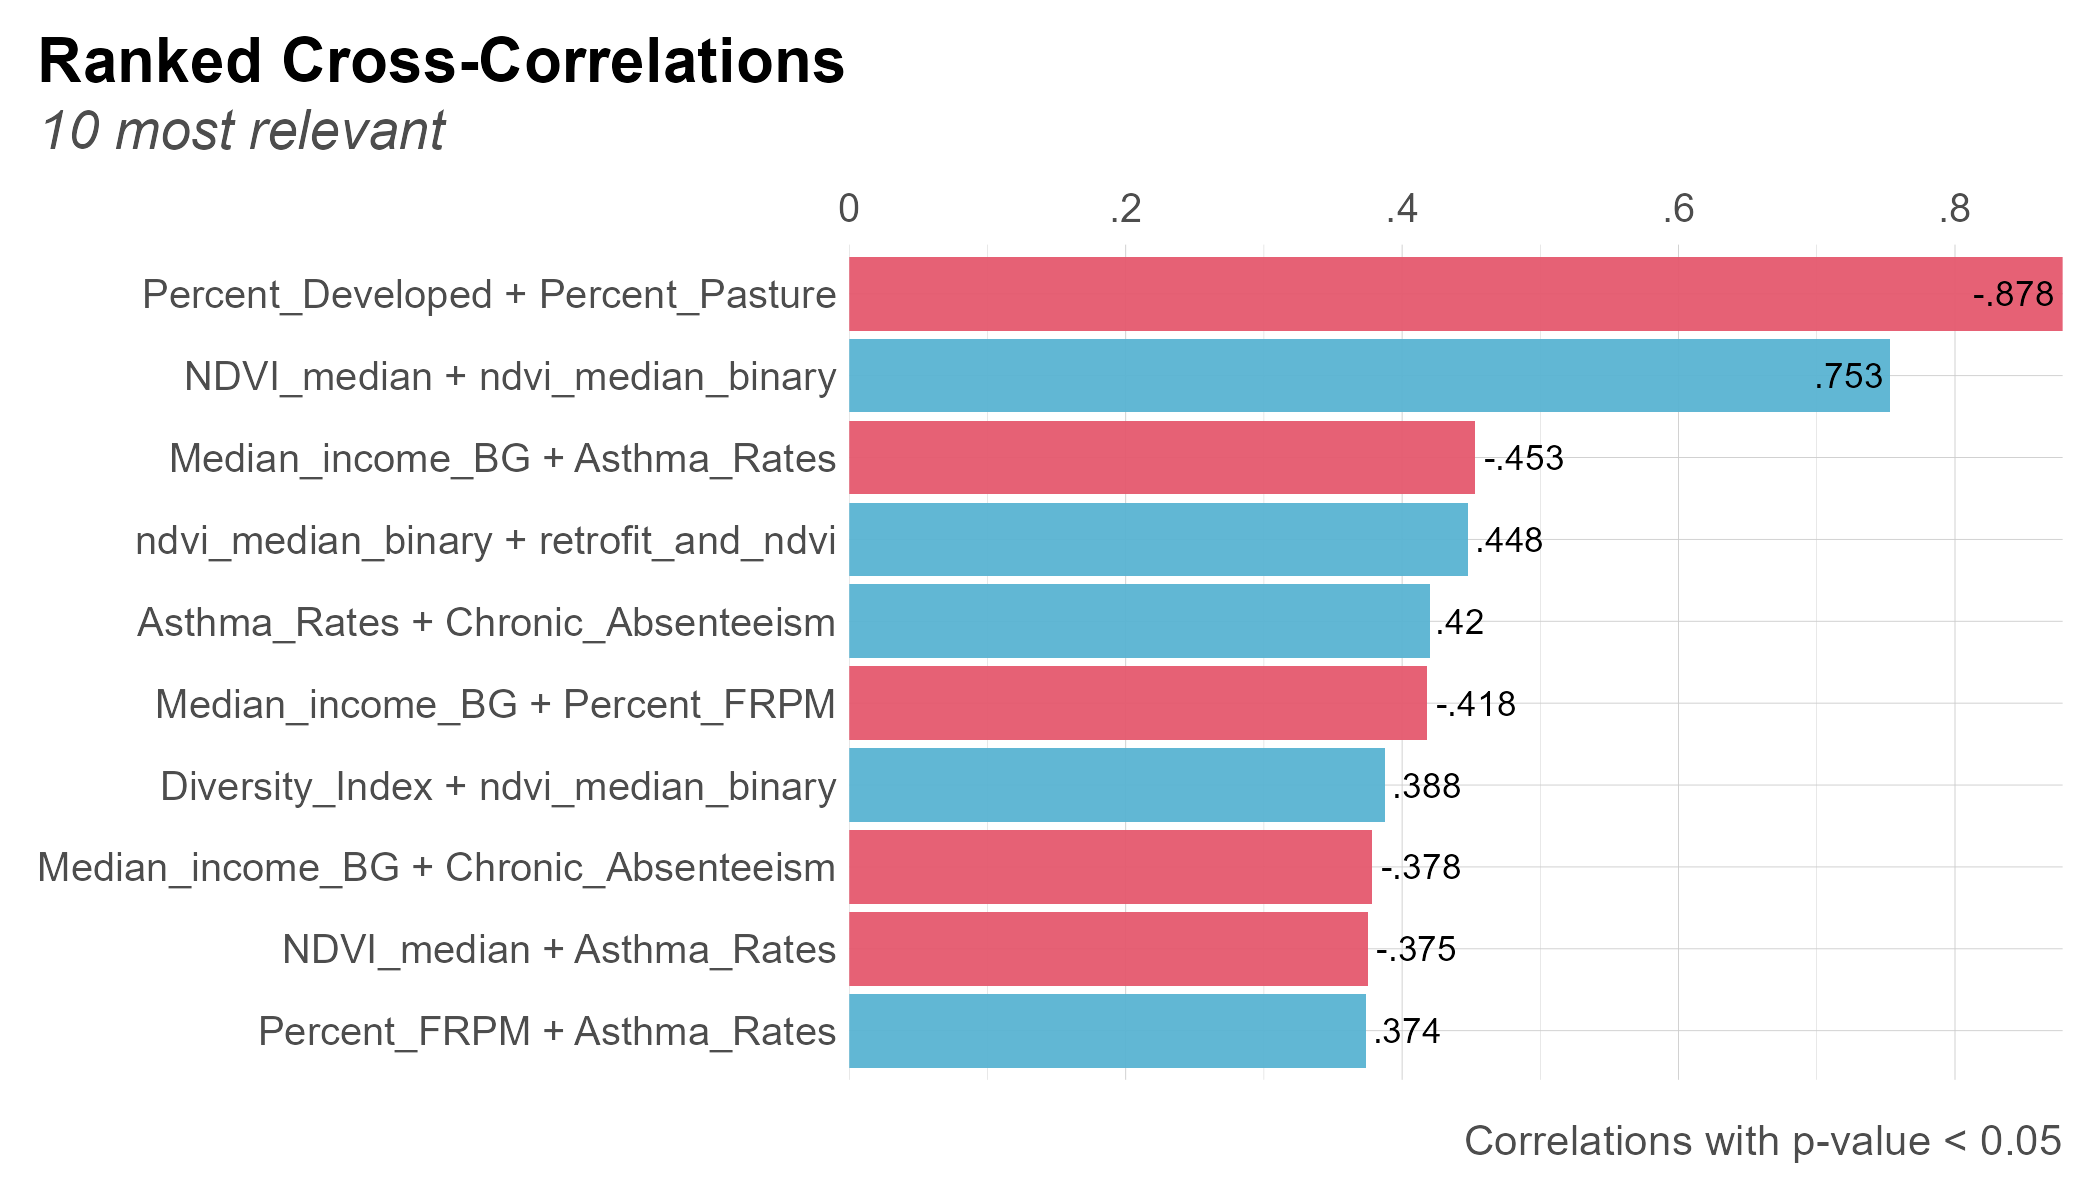 Ranked Cross-Correlations
10 most relevant
0 .2 .4 .6 .8
Percent_Developed + Percent_Pasture -.878
NDVI_median + ndvi_median_binary .753
Median_income_BG + Asthma_Rates -.453
ndvi_median_binary + retrofit_and_ndvi .448
Asthma_Rates + Chronic_Absenteeism .42
Median_income_BG + Percent_FRPM -.418
Diversity_Index + ndvi_median_binary .388
Median_income_BG + Chronic_Absenteeism -.378
NDVI_median + Asthma_Rates -.375
Percent_FRPM + Asthma_Rates .374
Correlations with p-value < 0.05